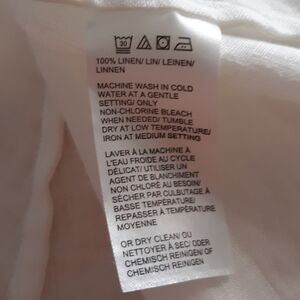 30
100% LINEN/ LIN/ LEINEN/
LINNEN
MACHINE WASH IN COLD
WATER AT A GENTLE
SETTING/ ONLY
NON-CHLORINE BLEACH
WHEN NEEDED/ TUMBLE
DRY AT LOW TEMPERATURE/
IRON AT MEDIUM SETTING
LAVER À LA MACHINE À
L'EAU FROIDE AU CYCLE
DÉLICAT/ UTILISER UN
AGENT DE BLANCHIMENT
NON CHLORÉ AU BESOIN/
SÉCHER PAR CULBUTAGE À
BASSE TEMPÉRATURE/
REPASSER À TEMPÉRATURE
MOYENNE
OR DRY CLEAN/ OU
NETTOYER À SEC/ ODER
CHEMISCH REINIGEN/ OF
CHEMISCH REINIGEN